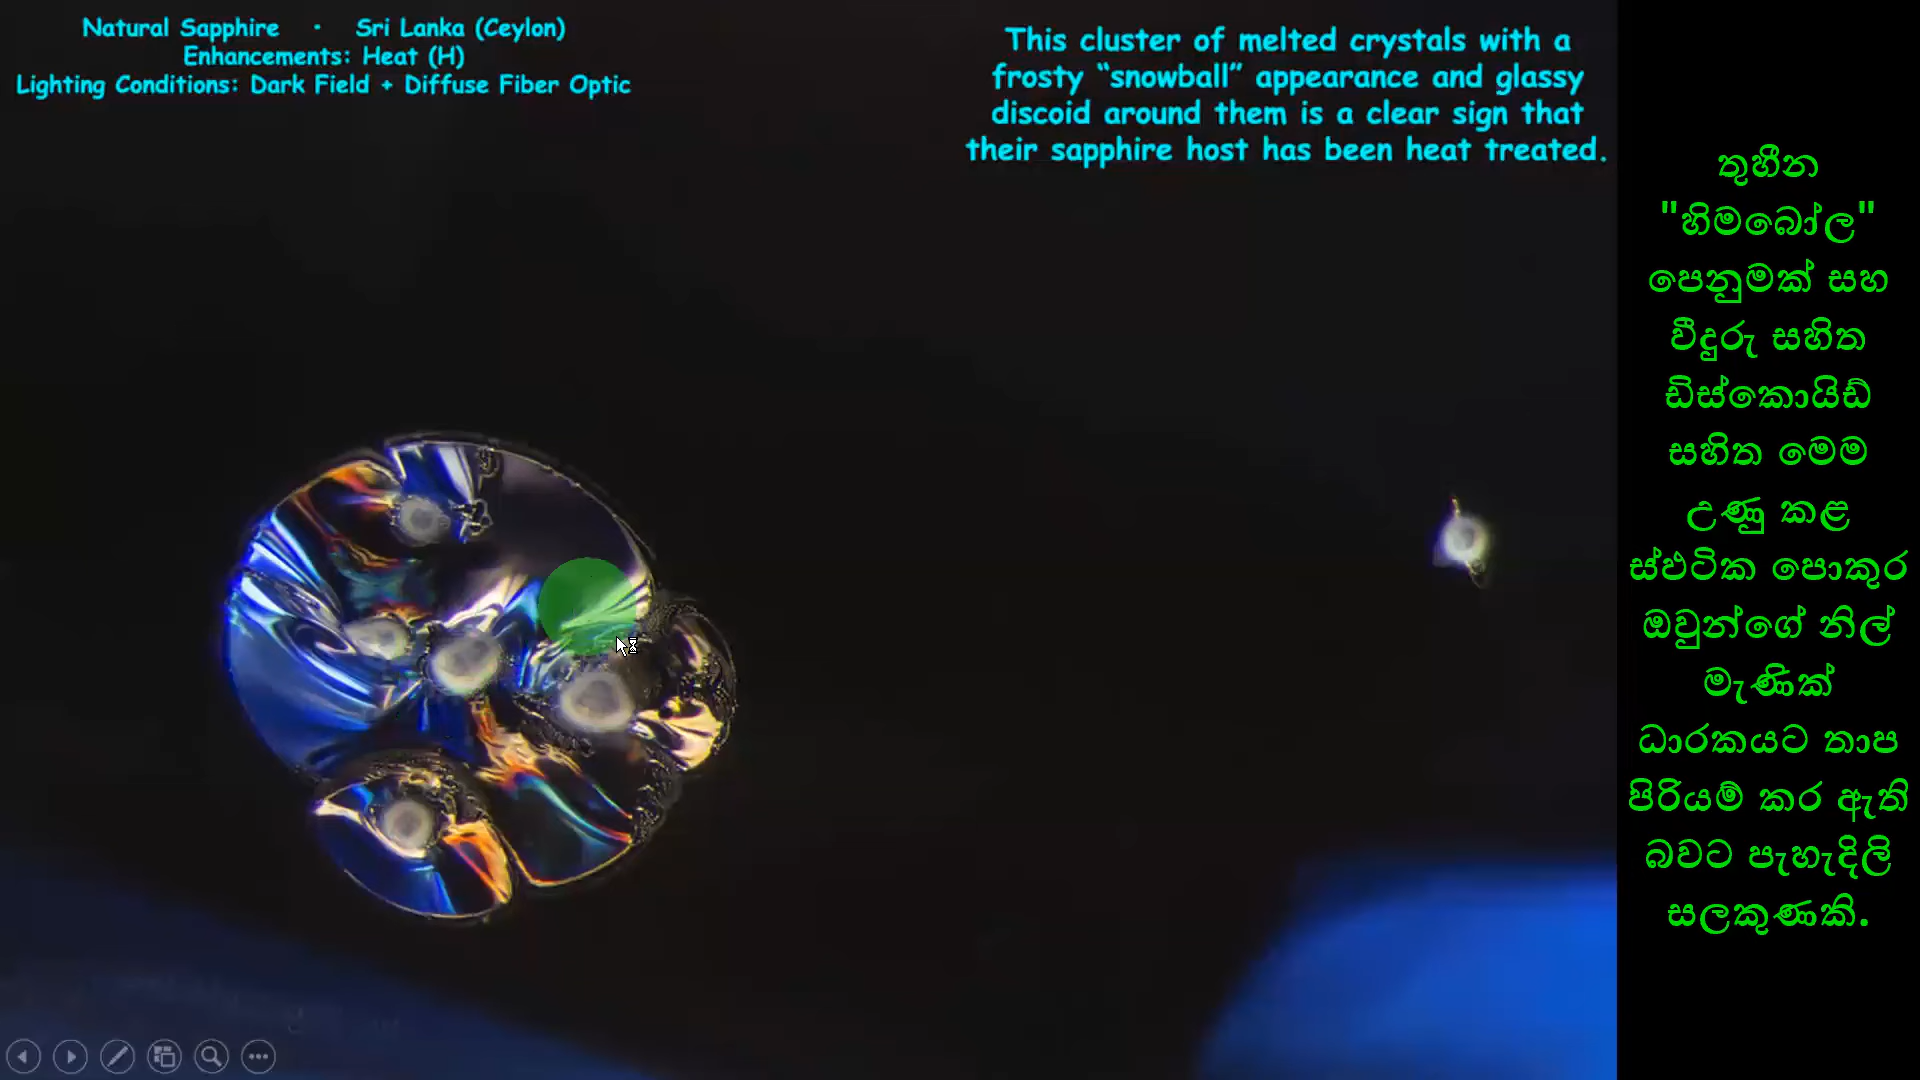 Natural Sapphire · Sri Lanka (Ceylon)
Enhancements: Heat (H)
Lighting Conditions: Dark Field + Diffuse Fiber Optic
This cluster of melted crystals with a
frosty “snowball” appearance and glassy
discoid around them is a clear sign that
their sapphire host has been heat treated.
තුහීන
"හිමබෝල"
පෙනුමක් සහ
වීදුරු සහිත
ඩිස්කොයිඩ්
සහිත මෙම
උණු කළ
ස්ඵටික පොකුර
ඔවුන්ගේ නිල්
මැණික්
ධාරකයට තාප
පිරියම් කර ඇති
බවට පැහැදිලි
සලකුණකි.